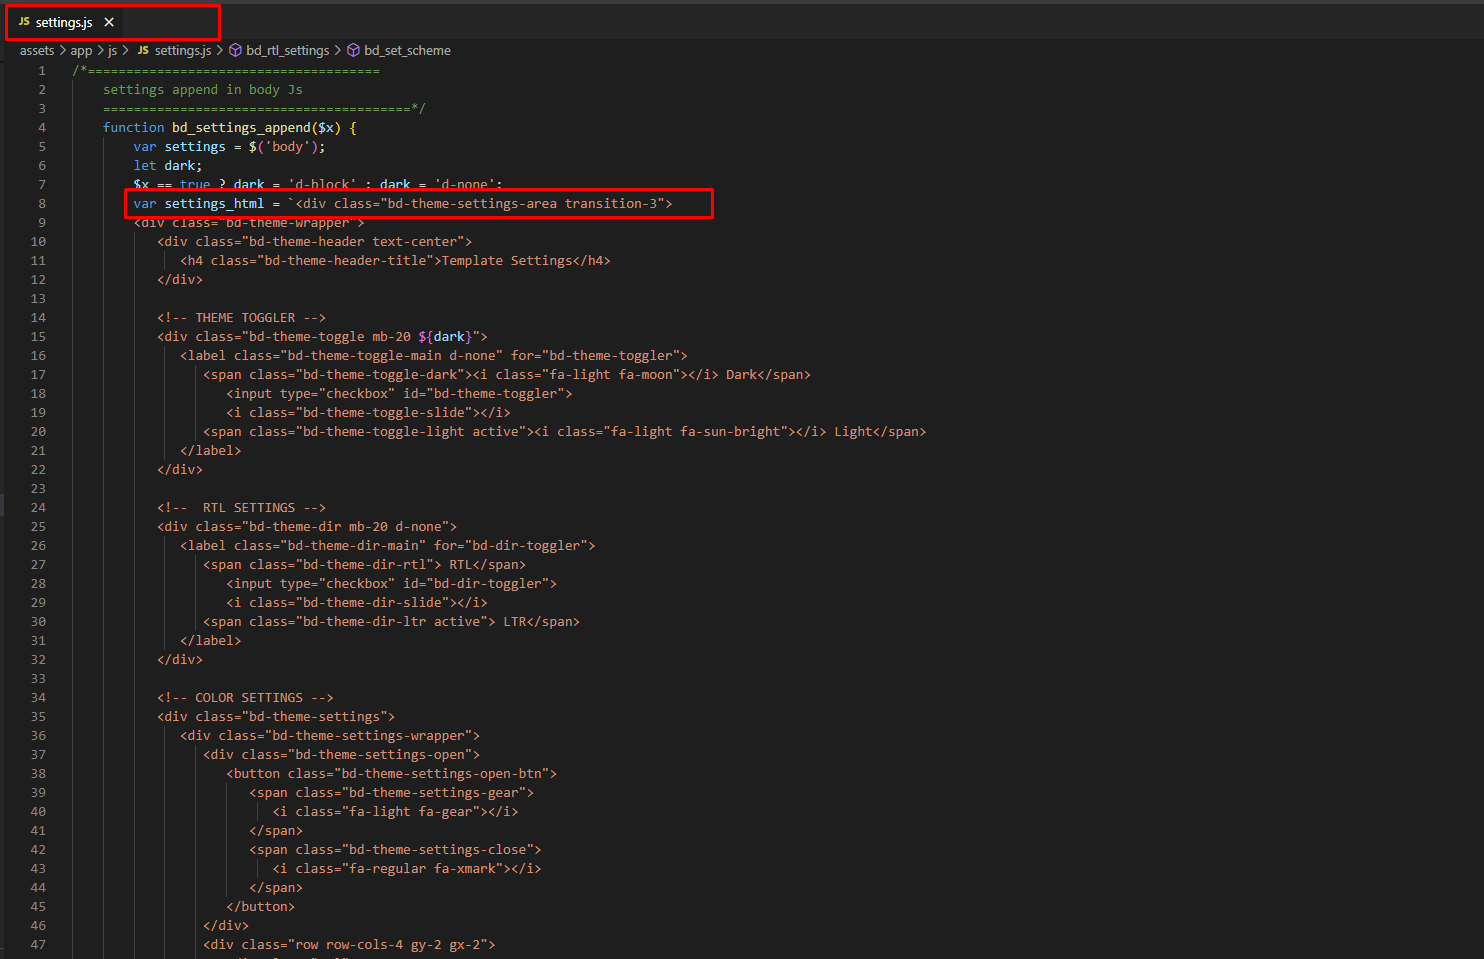 JS settings.js ×
assets > app > js > JS settings.js > bd_rtl_settings > bd_set_scheme
1 /*======================================
2 settings append in body Js
3 ========================================*/
4 function bd_settings_append($x) {
5 var settings = $('body');
6 let dark;
7 $x == true ? dark = 'd-block' : dark = 'd-none';
8 var settings_html = `<div class="bd-theme-settings-area transition-3">
9 <div class="bd-theme-wrapper">
10 <div class="bd-theme-header text-center">
11 <h4 class="bd-theme-header-title">Template Settings</h4>
12 </div>
13
14 <!-- THEME TOGGLER -->
15 <div class="bd-theme-toggle mb-20 ${dark}">
16 <label class="bd-theme-toggle-main d-none" for="bd-theme-toggler">
17 <span class="bd-theme-toggle-dark"><i class="fa-light fa-moon"></i> Dark</span>
18 <input type="checkbox" id="bd-theme-toggler">
19 <i class="bd-theme-toggle-slide"></i>
20 <span class="bd-theme-toggle-light active"><i class="fa-light fa-sun-bright"></i> Light</span>
21 </label>
22 </div>
23
24 <!--  RTL SETTINGS -->
25 <div class="bd-theme-dir mb-20 d-none">
26 <label class="bd-theme-dir-main" for="bd-dir-toggler">
27 <span class="bd-theme-dir-rtl"> RTL</span>
28 <input type="checkbox" id="bd-dir-toggler">
29 <i class="bd-theme-dir-slide"></i>
30 <span class="bd-theme-dir-ltr active"> LTR</span>
31 </label>
32 </div>
33
34 <!-- COLOR SETTINGS -->
35 <div class="bd-theme-settings">
36 <div class="bd-theme-settings-wrapper">
37 <div class="bd-theme-settings-open">
38 <button class="bd-theme-settings-open-btn">
39 <span class="bd-theme-settings-gear">
40 <i class="fa-light fa-gear"></i>
41 </span>
42 <span class="bd-theme-settings-close">
43 <i class="fa-regular fa-xmark"></i>
44 </span>
45 </button>
46 </div>
47 <div class="row row-cols-4 gy-2 gx-2">